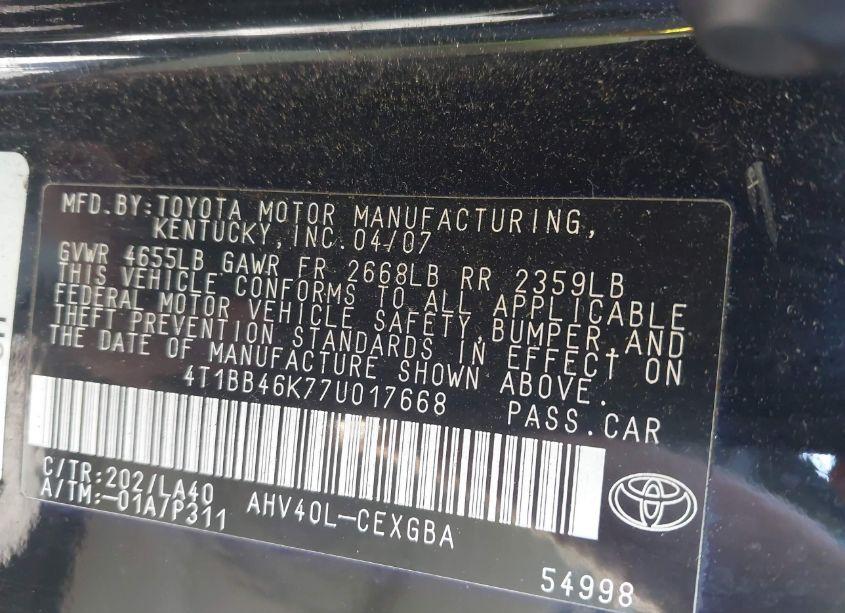 MFD.BY:TOYOTA MOTOR MANUFACTURING,
KENTUCKY,INC.04/07
GVWR 4655LB GAWR FR 2668LB RR 2359LB
THIS VEHICLE CONFORMS TO ALL APPLICABLE
FEDERAL MOTOR VEHICLE SAFETY,BUMPER,AND
THEFT PREVENTION STANDARDS IN EFFECT ON
THE DATE OF MANUFACTURE SHOWN ABOVE.
4T1BB46K77U017668 PASS.CAR
C/TR:202/LA40
A/TM:-01A/P311 AHV40L-CEXGBA
54998